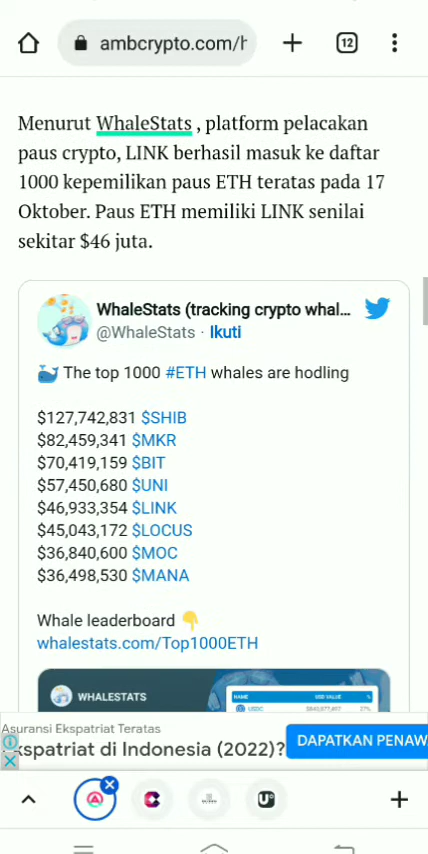 ambcrypto.com/h
12
Menurut WhaleStats , platform pelacakan
paus crypto, LINK berhasil masuk ke daftar
1000 kepemilikan paus ETH teratas pada 17
Oktober. Paus ETH memiliki LINK senilai
sekitar $46 juta.
WhaleStats (tracking crypto whal...
@WhaleStats · Ikuti
The top 1000 #ETH whales are hodling
$127,742,831 $SHIB
$82,459,341 $MKR
$70,419,159 $BIT
$57,450,680 $UNI
$46,933,354 $LINK
$45,043,172 $LOCUS
$36,840,600 $MOC
$36,498,530 $MANA
Whale leaderboard
whalestats.com/Top1000ETH
WHALESTATS
NAME USD VALUE %
USDC
Asuransi Ekspatriat Teratas
kspatriat di Indonesia (2022)?
DAPATKAN PENAW